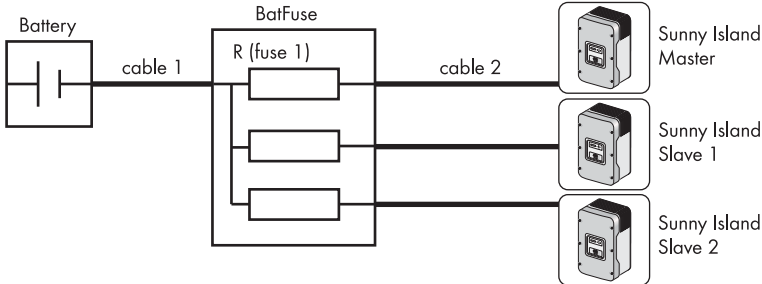 BatFuse
Battery
R (fuse 1)
cable 1
cable 2
Sunny Island
Master
Sunny Island
Slave 1
Sunny Island
Slave 2